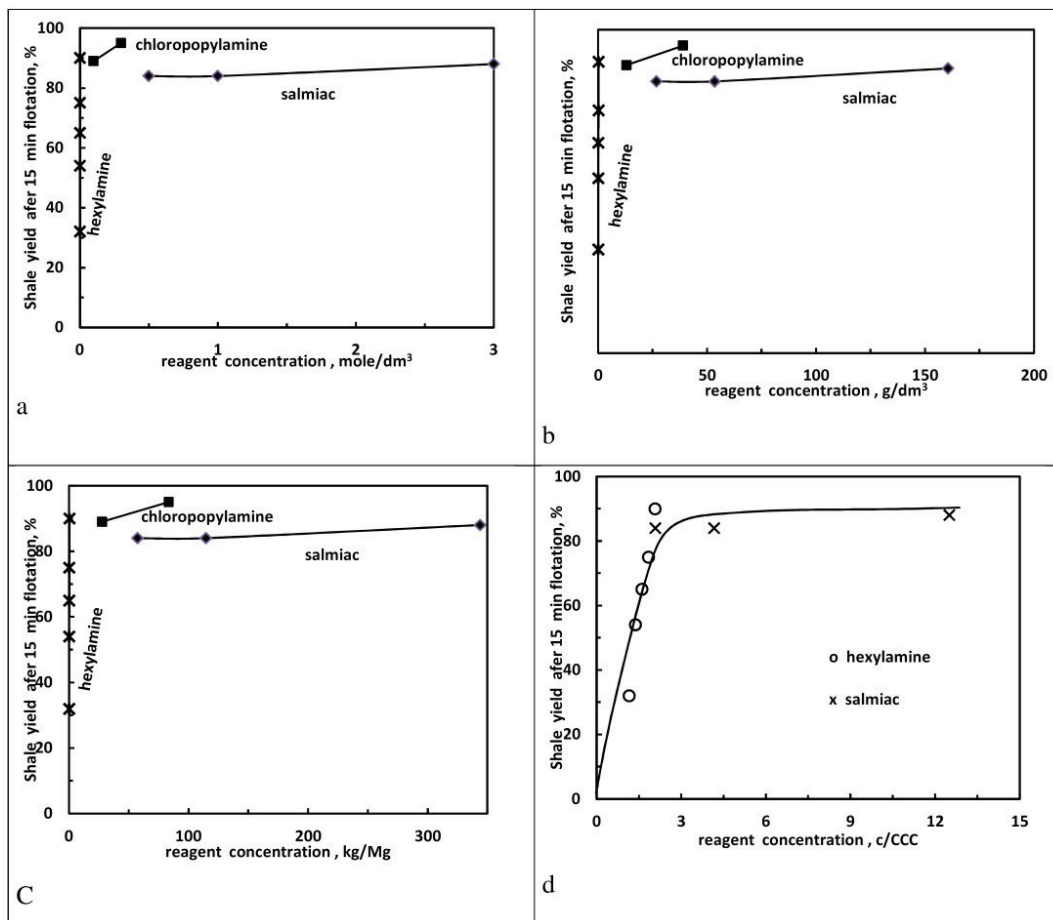 100
80
60
40
20
0
Shale yield afer 15 min flotation, %
chloropopylamine
salmiac
hexylamine
0 1 2 3
reagent concentration , mole/dm³
a
Shale yield afer 15 min flotation, %
chloropopylamine
salmiac
hexylamine
0 50 100 150 200
reagent concentration , g/dm³
b
100
80
60
40
20
0
Shale yield afer 15 min flotation, %
chloropopylamine
salmiac
hexylamine
0 100 200 300
reagent concentration , kg/Mg
C
100
80
60
40
20
0
Shale yield afer 15 min flotation, %
o hexylamine
x salmiac
0 3 6 9 12 15
reagent concentration , c/CCC
d